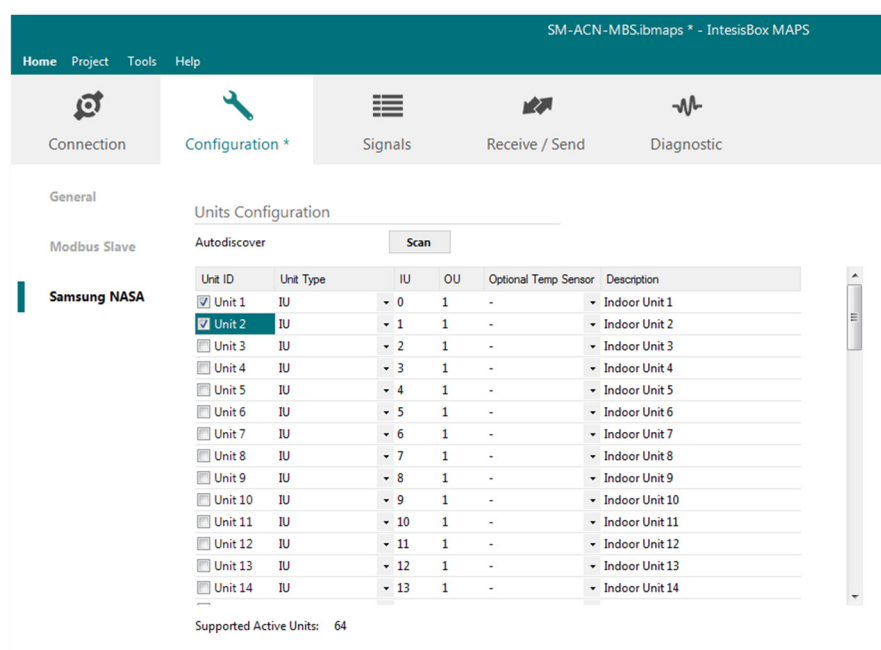 SM-ACN-MBS.ibmaps * - IntesisBox MAPS
Home Project Tools Help
Connection Configuration * Signals Receive / Send Diagnostic
General
Units Configuration
Modbus Slave
Autodiscover Scan
Samsung NASA
Unit ID Unit Type IU OU Optional Temp Sensor Description
Unit 1 IU 0 1 - Indoor Unit 1
Unit 2 IU 1 1 - Indoor Unit 2
Unit 3 IU 2 1 - Indoor Unit 3
Unit 4 IU 3 1 - Indoor Unit 4
Unit 5 IU 4 1 - Indoor Unit 5
Unit 6 IU 5 1 - Indoor Unit 6
Unit 7 IU 6 1 - Indoor Unit 7
Unit 8 IU 7 1 - Indoor Unit 8
Unit 9 IU 8 1 - Indoor Unit 9
Unit 10 IU 9 1 - Indoor Unit 10
Unit 11 IU 10 1 - Indoor Unit 11
Unit 12 IU 11 1 - Indoor Unit 12
Unit 13 IU 12 1 - Indoor Unit 13
Unit 14 IU 13 1 - Indoor Unit 14
Supported Active Units: 64